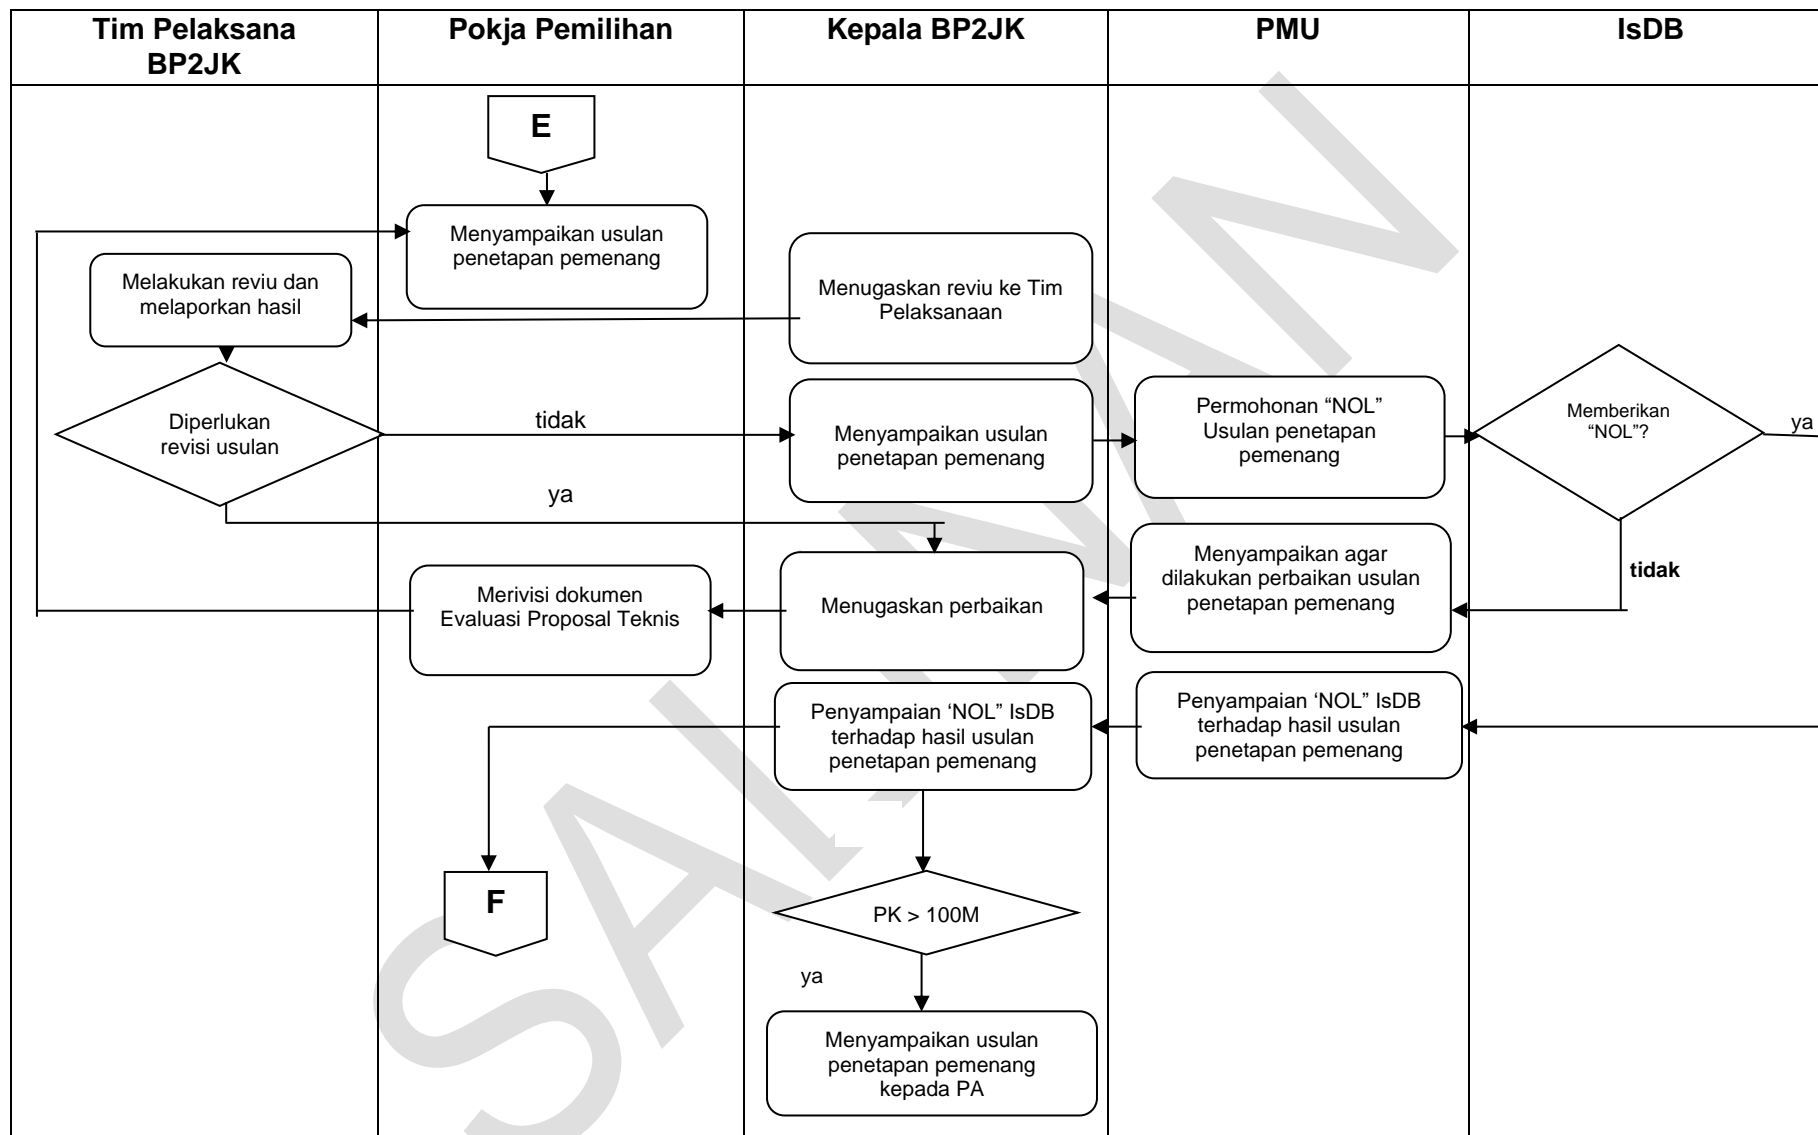 Tim Pelaksana
BP2JK
Pokja Pemilihan
Kepala BP2JK
PMU
IsDB
E
Menyampaikan usulan
penetapan pemenang
Melakukan reviu dan
melaporkan hasil
Menugaskan reviu ke Tim
Pelaksanaan
Diperlukan
revisi usulan
tidak
Menyampaikan usulan
penetapan pemenang
Permohonan “NOL”
Usulan penetapan
pemenang
Memberikan
“NOL”?
ya
ya
tidak
Merivisi dokumen
Evaluasi Proposal Teknis
Menugaskan perbaikan
Menyampaikan agar
dilakukan perbaikan usulan
penetapan pemenang
Penyampaian ‘NOL” IsDB
terhadap hasil usulan
penetapan pemenang
Penyampaian ‘NOL” IsDB
terhadap hasil usulan
penetapan pemenang
F
PK > 100M
ya
Menyampaikan usulan
penetapan pemenang
kepada PA
SALINAN